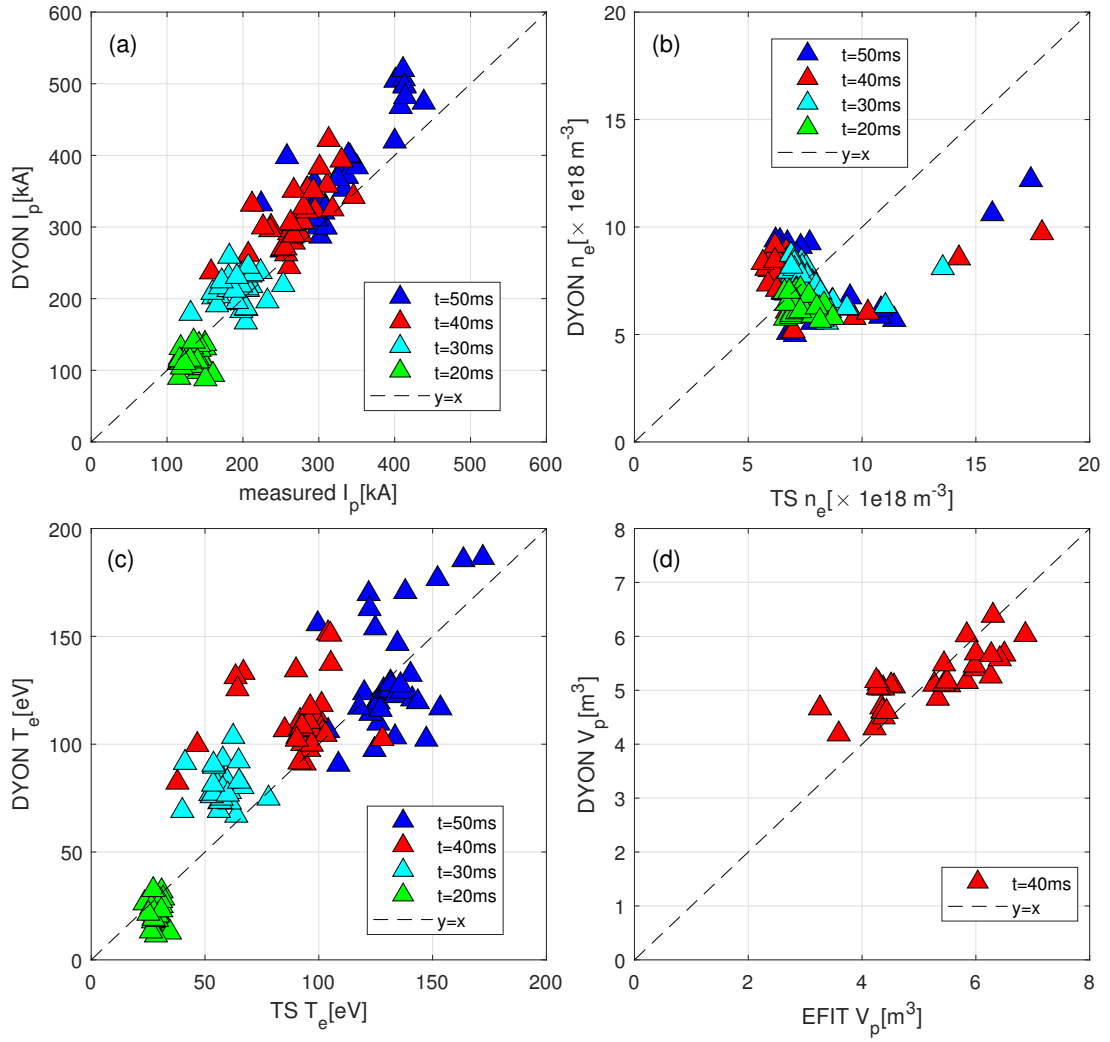 (a)
600
500
400
300
200
100
0
DYON I_p[kA]
t=50ms
t=40ms
t=30ms
t=20ms
y=x
0 100 200 300 400 500 600
measured I_p[kA]
(b)
20
15
10
5
0
DYON n_e[× 1e18 m^-3]
t=50ms
t=40ms
t=30ms
t=20ms
y=x
0 5 10 15 20
TS n_e[× 1e18 m^-3]
(c)
200
150
100
50
0
DYON T_e[eV]
t=50ms
t=40ms
t=30ms
t=20ms
y=x
0 50 100 150 200
TS T_e[eV]
(d)
8
7
6
5
4
3
2
1
0
DYON V_p[m^3]
t=40ms
y=x
0 2 4 6 8
EFIT V_p[m^3]